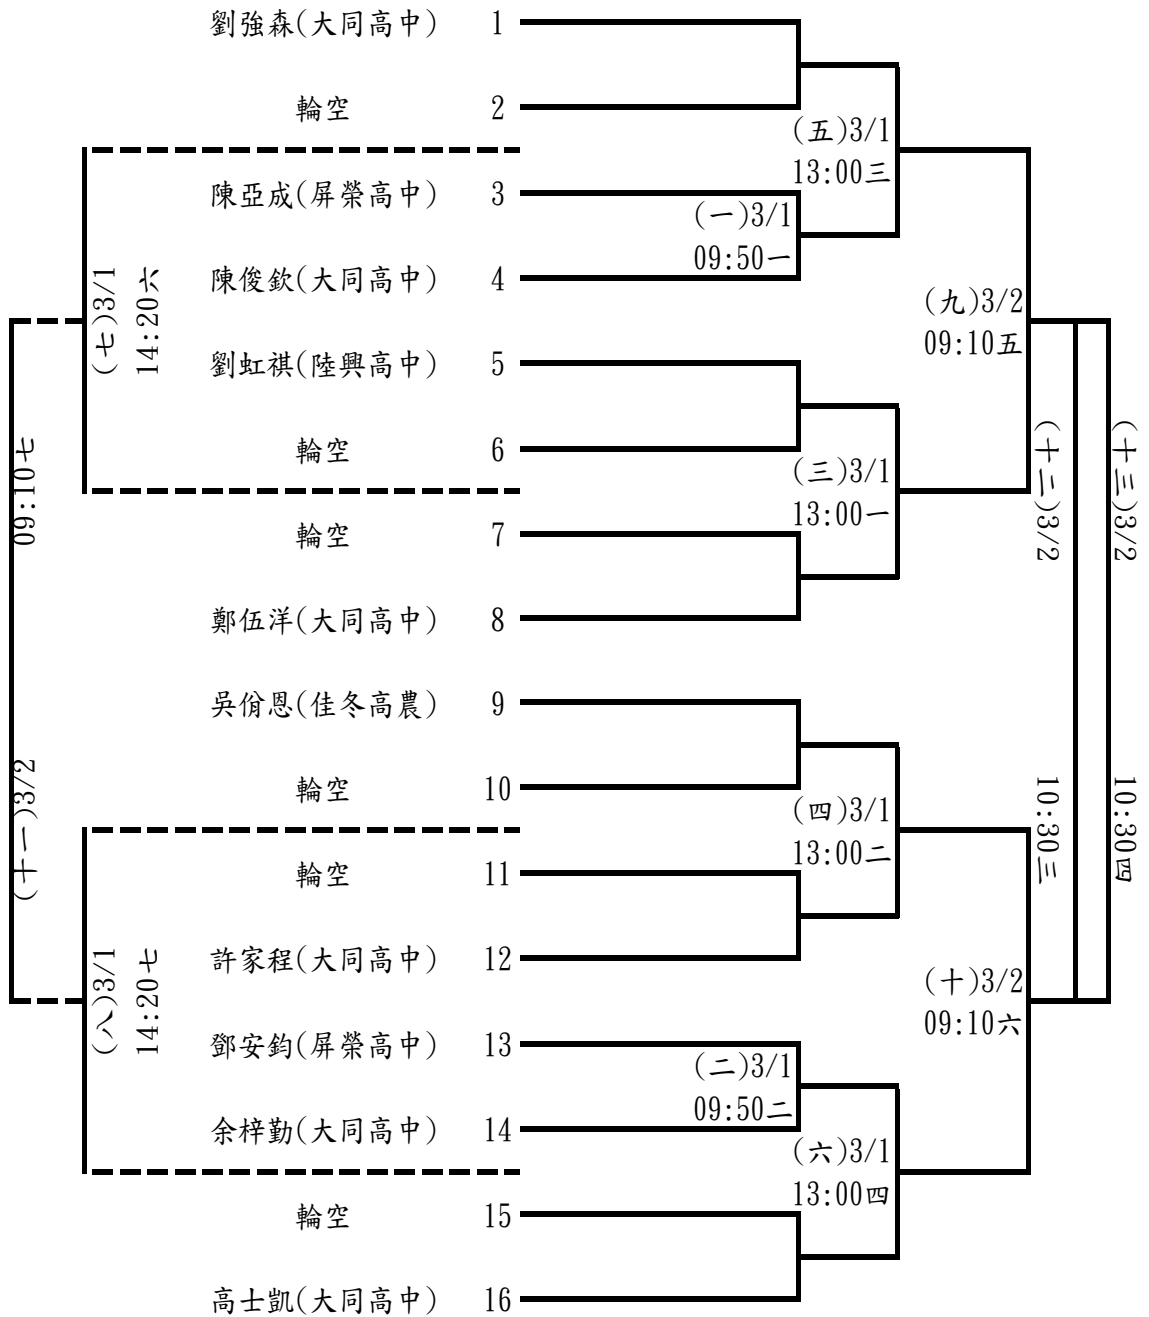 劉強森(大同高中) 1
輪空 2
(五)3/1
13:00三
陳亞成(屏榮高中) 3
(一)3/1
09:50一
陳俊欽(大同高中) 4
(七)3/1
14:20六
(九)3/2
09:10五
劉虹祺(陸興高中) 5
輪空 6
(三)3/1
13:00一
輪空 7
鄭伍洋(大同高中) 8
(十一)3/2
09:10七
(十二)3/2
10:30三
(十三)3/2
10:30四
吳佾恩(佳冬高農) 9
輪空 10
(四)3/1
13:00二
輪空 11
許家程(大同高中) 12
(八)3/1
14:20七
(十)3/2
09:10六
鄧安鈞(屏榮高中) 13
(二)3/1
09:50二
余梓勤(大同高中) 14
(六)3/1
13:00四
輪空 15
高士凱(大同高中) 16